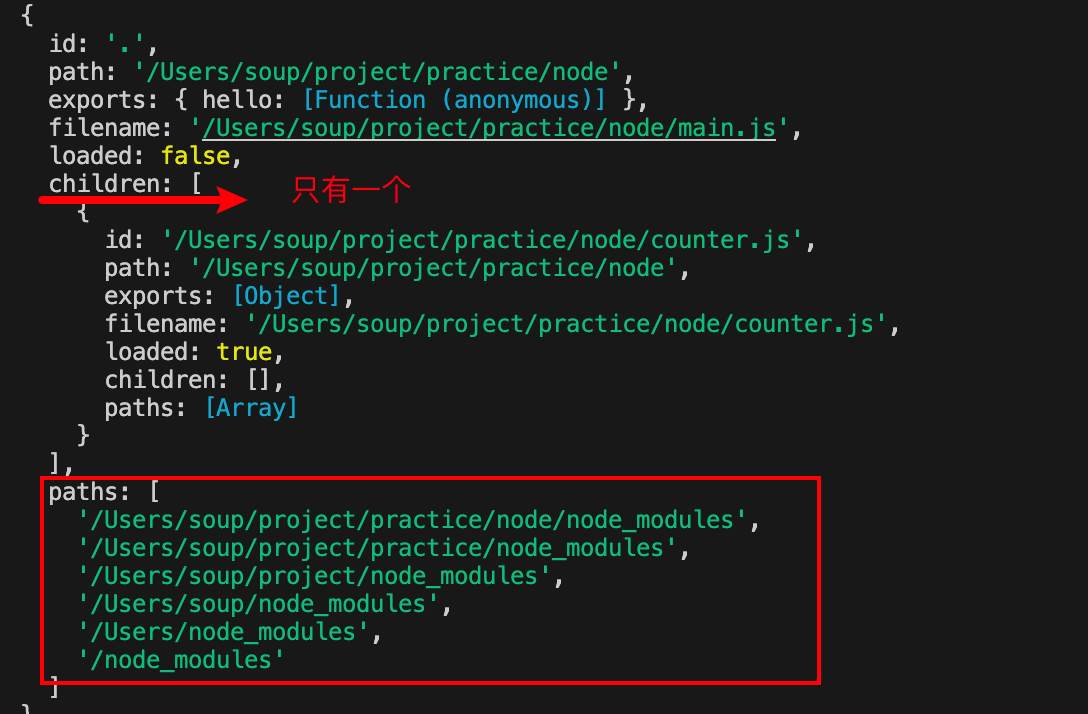 {
id: '.',
path: '/Users/soup/project/practice/node',
exports: { hello: [Function (anonymous)] },
filename: '/Users/soup/project/practice/node/main.js',
loaded: false,
children: [ 只有一个
{
id: '/Users/soup/project/practice/node/counter.js',
path: '/Users/soup/project/practice/node',
exports: [Object],
filename: '/Users/soup/project/practice/node/counter.js',
loaded: true,
children: [],
paths: [Array]
}
],
paths: [
'/Users/soup/project/practice/node/node_modules',
'/Users/soup/project/practice/node_modules',
'/Users/soup/project/node_modules',
'/Users/soup/node_modules',
'/Users/node_modules',
'/node_modules'
]
}